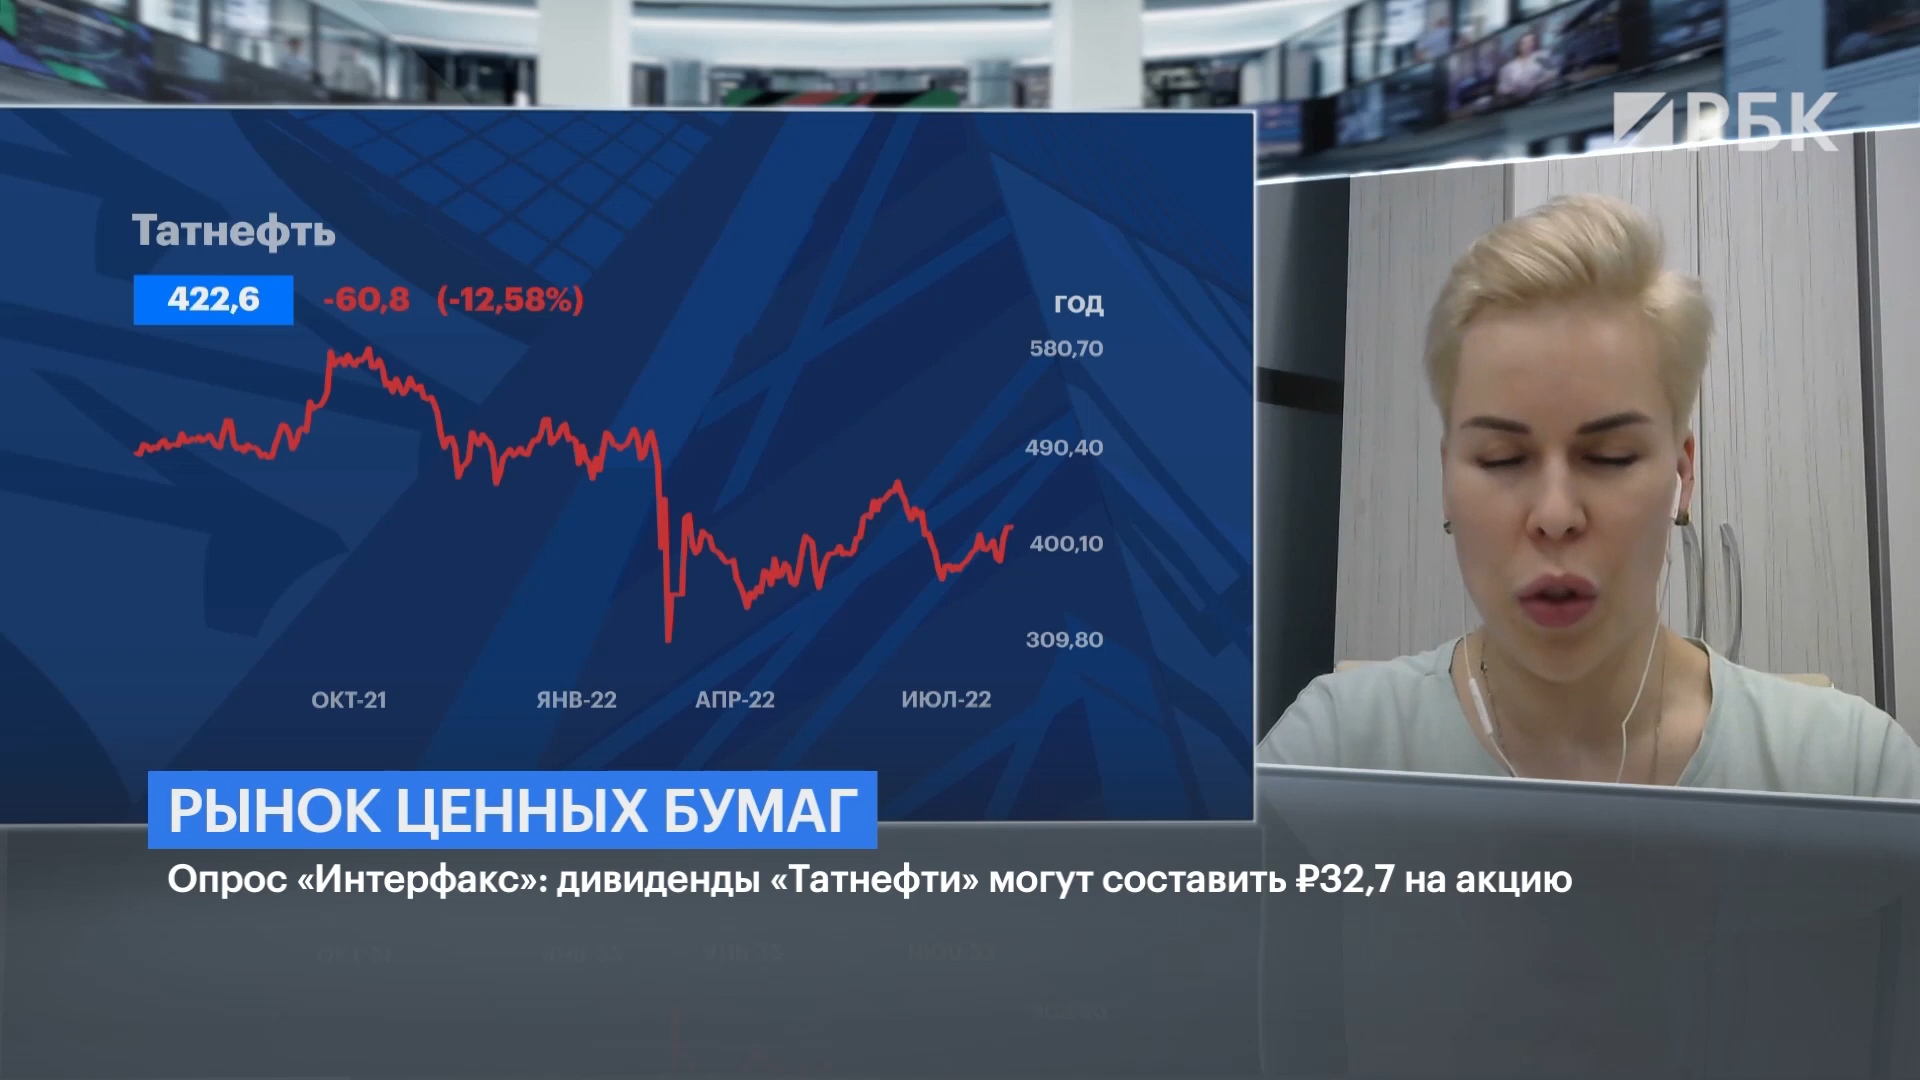 РБК
Татнефть
422,6 -60,8 (-12,58%)
ГОД
580,70
490,40
400,10
309,80
ОКТ-21 ЯНВ-22 АПР-22 ИЮЛ-22
РЫНОК ЦЕННЫХ БУМАГ
Опрос «Интерфакс»: дивиденды «Татнефти» могут составить ₽32,7 на акцию